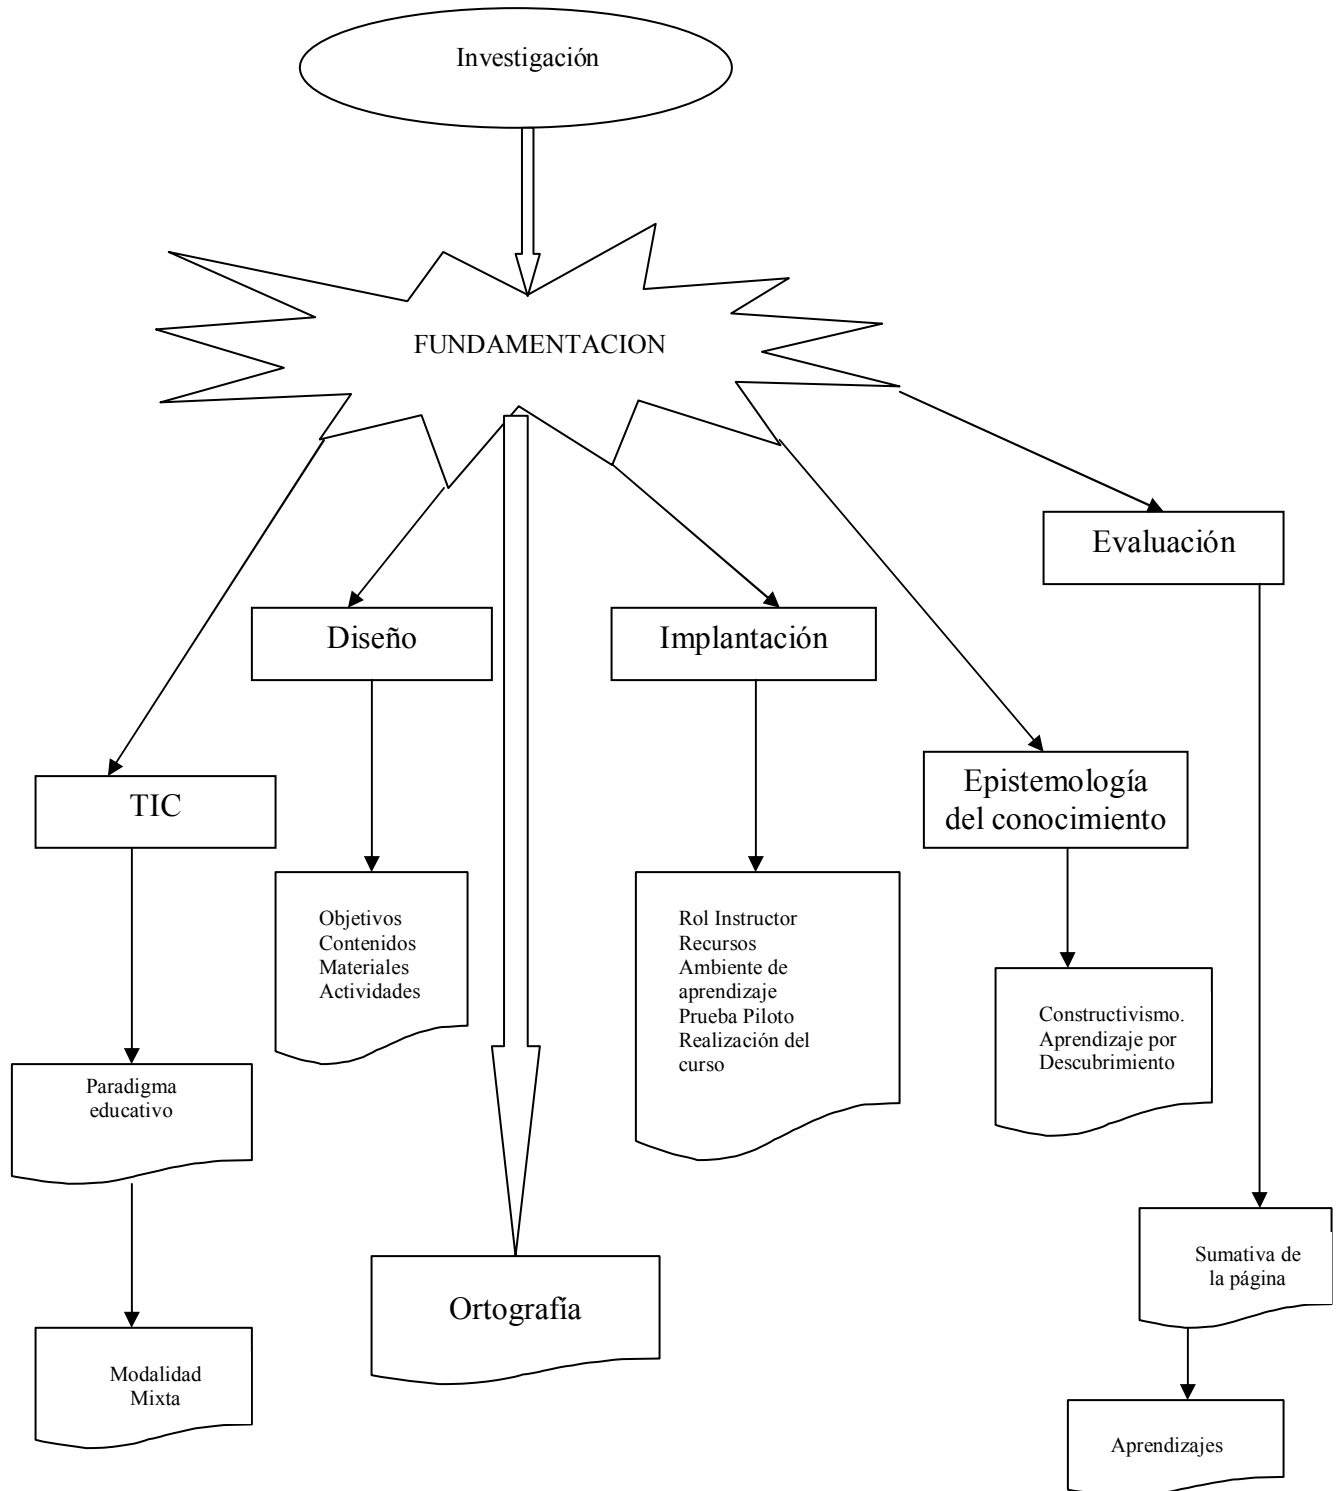 Investigación
FUNDAMENTACION
Evaluación
Diseño
Implantación
Epistemología
del conocimiento
TIC
Objetivos
Contenidos
Materiales
Actividades
Rol Instructor
Recursos
Ambiente de
aprendizaje
Prueba Piloto
Realización del
curso
Constructivismo.
Aprendizaje por
Descubrimiento
Paradigma
educativo
Sumativa de
la página
Ortografía
Modalidad
Mixta
Aprendizajes